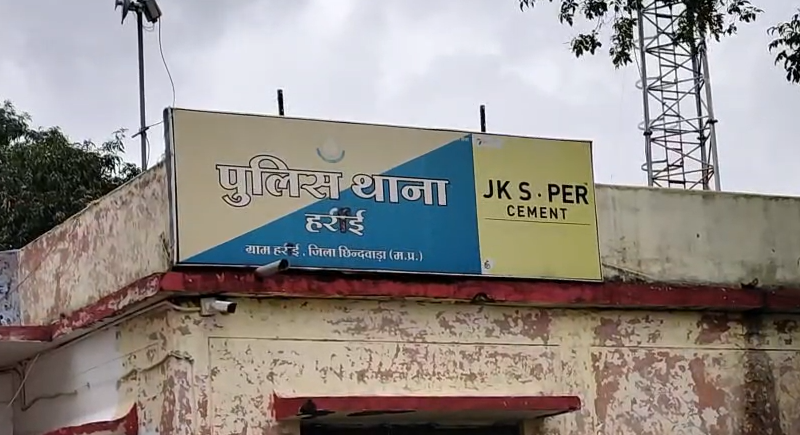 पुलिस थाना
हर्रई
ग्राम हर्रई , जिला छिन्दवाड़ा (म.प्र.)
JK S . PER
CEMENT